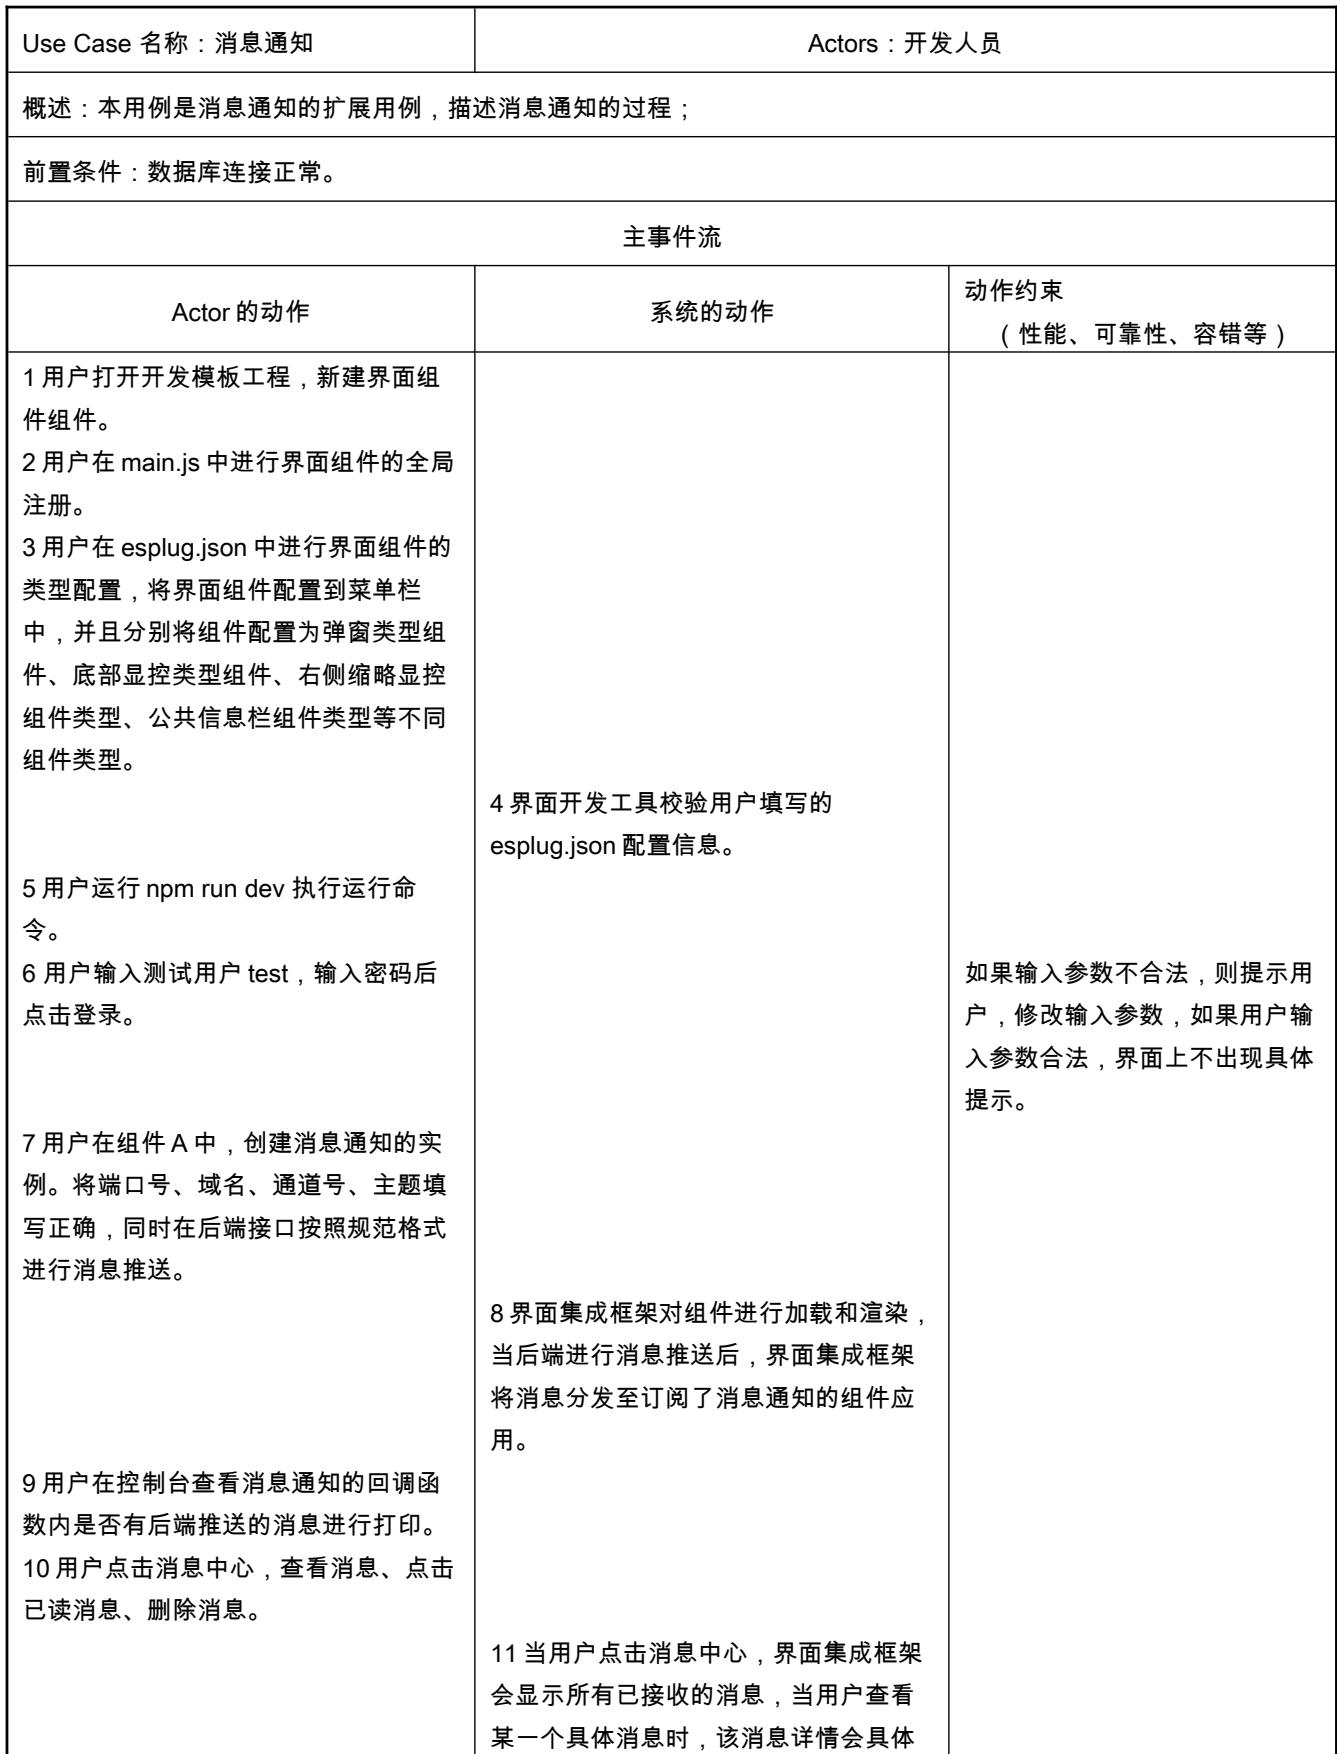 Use Case 名称：消息通知
Actors：开发人员
概述：本用例是消息通知的扩展用例，描述消息通知的过程；
前置条件：数据库连接正常。
主事件流
Actor 的动作
系统的动作
动作约束
（性能、可靠性、容错等）
1 用户打开开发模板工程，新建界面组
件组件。
2 用户在 main.js 中进行界面组件的全局
注册。
3 用户在 esplug.json 中进行界面组件的
类型配置，将界面组件配置到菜单栏
中，并且分别将组件配置为弹窗类型组
件、底部显控类型组件、右侧缩略显控
组件类型、公共信息栏组件类型等不同
组件类型。
4 界面开发工具校验用户填写的
esplug.json 配置信息。
5 用户运行 npm run dev 执行运行命
令。
6 用户输入测试用户 test，输入密码后
点击登录。
如果输入参数不合法，则提示用
户，修改输入参数，如果用户输
入参数合法，界面上不出现具体
提示。
7 用户在组件 A 中，创建消息通知的实
例。将端口号、域名、通道号、主题填
写正确，同时在后端接口按照规范格式
进行消息推送。
8 界面集成框架对组件进行加载和渲染，
当后端进行消息推送后，界面集成框架
将消息分发至订阅了消息通知的组件应
用。
9 用户在控制台查看消息通知的回调函
数内是否有后端推送的消息进行打印。
10 用户点击消息中心，查看消息、点击
已读消息、删除消息。
11 当用户点击消息中心，界面集成框架
会显示所有已接收的消息，当用户查看
某一个具体消息时，该消息详情会具体